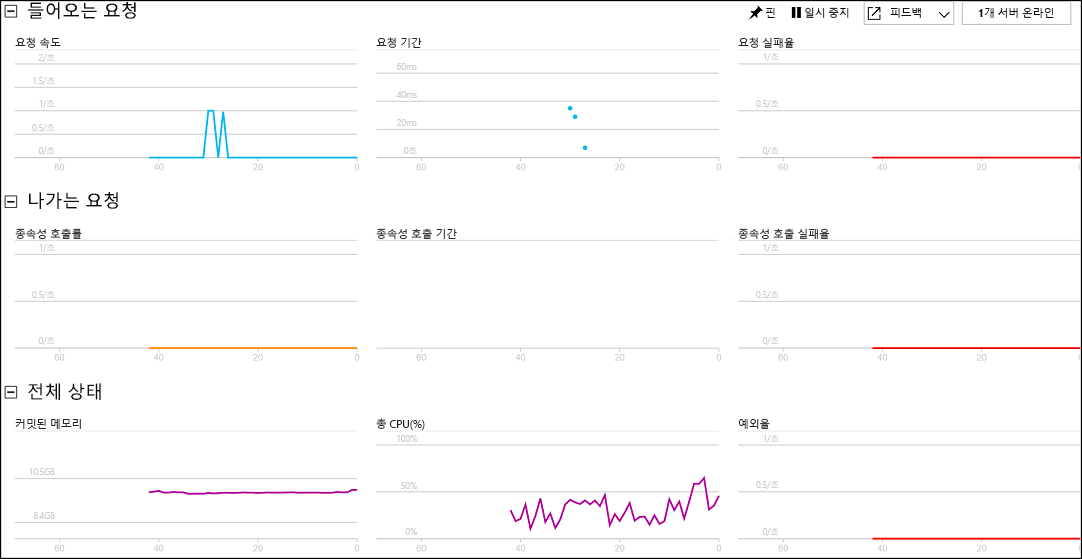 들어오는 요청
핀 일시 중지 피드백 1개 서버 온라인
요청 속도 요청 기간 요청 실패율
2/초
1.5/초
1/초
0.5/초
0/초
60 40 20 0
60ms
40ms
20ms
0초
60 40 20 0
1/초
0.5/초
0/초
60 40 20
나가는 요청
종속성 호출률 종속성 호출 기간 종속성 호출 실패율
1/초
0.5/초
0/초
60 40 20 0
60 40 20 0
1/초
0.5/초
0/초
60 40 20
전체 상태
커밋된 메모리 총 CPU(%) 예외율
10.5GB
8.4GB
60 40 20 0
100%
50%
0%
60 40 20 0
1/초
0.5/초
0/초
60 40 20